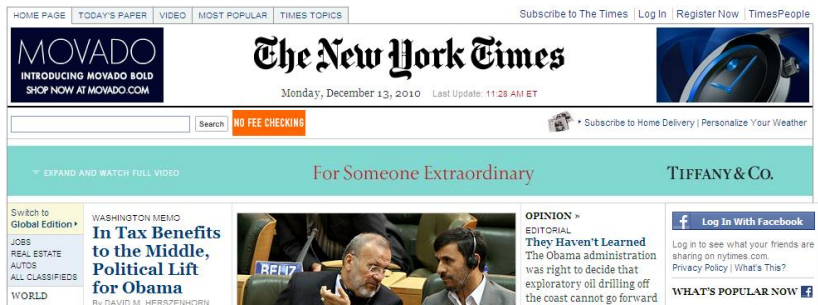 HOME PAGE TODAY'S PAPER VIDEO MOST POPULAR TIMES TOPICS
Subscribe to The Times Log In Register Now TimesPeople
MOVADO
INTRODUCING MOVADO BOLD
SHOP NOW AT MOVADO.COM
The New York Times
Monday, December 13, 2010 Last Update: 11:28 AM ET
Search
NO FEE CHECKING
Subscribe to Home Delivery | Personalize Your Weather
EXPAND AND WATCH FULL VIDEO
For Someone Extraordinary
TIFFANY & CO.
Switch to
Global Edition
JOBS
REAL ESTATE
AUTOS
ALL CLASSIFIEDS
WORLD
WASHINGTON MEMO
In Tax Benefits
to the Middle,
Political Lift
for Obama
By DAVID M. HERSZENHORN
BELIZ
OPINION »
EDITORIAL
They Haven't Learned
The Obama administration
was right to decide that
exploratory oil drilling off
the coast cannot go forward
Log In With Facebook
Log in to see what your friends are
sharing on nytimes.com.
Privacy Policy | What's This?
WHAT'S POPULAR NOW